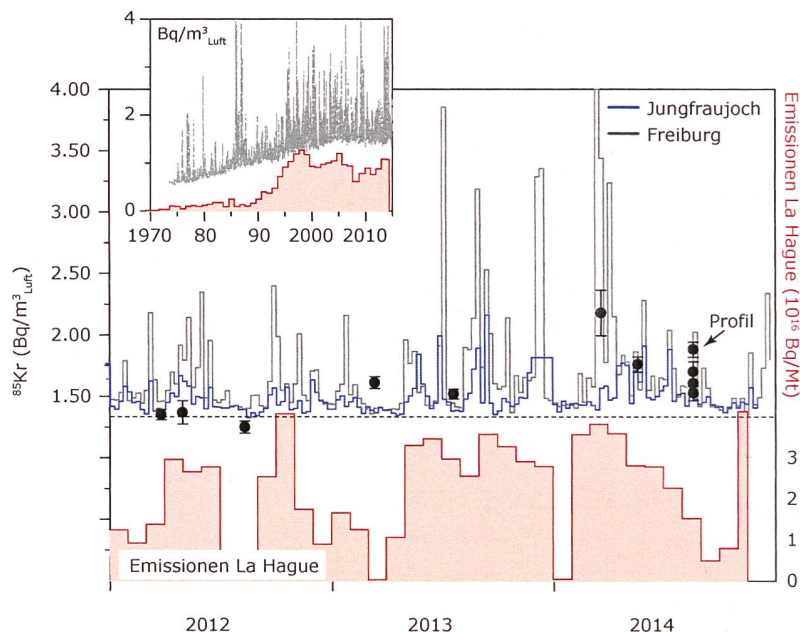 4
Bq/m³Luft
2
0
1970 80 90 2000 2010
4.00
3.50
3.00
2.50
2.00
1.50
⁸⁵Kr (Bq/m³Luft)
Jungfraujoch
Freiburg
Profil
Emissionen La Hague (10¹⁶ Bq/Mt)
3
2
1
0
Emissionen La Hague
2012 2013 2014